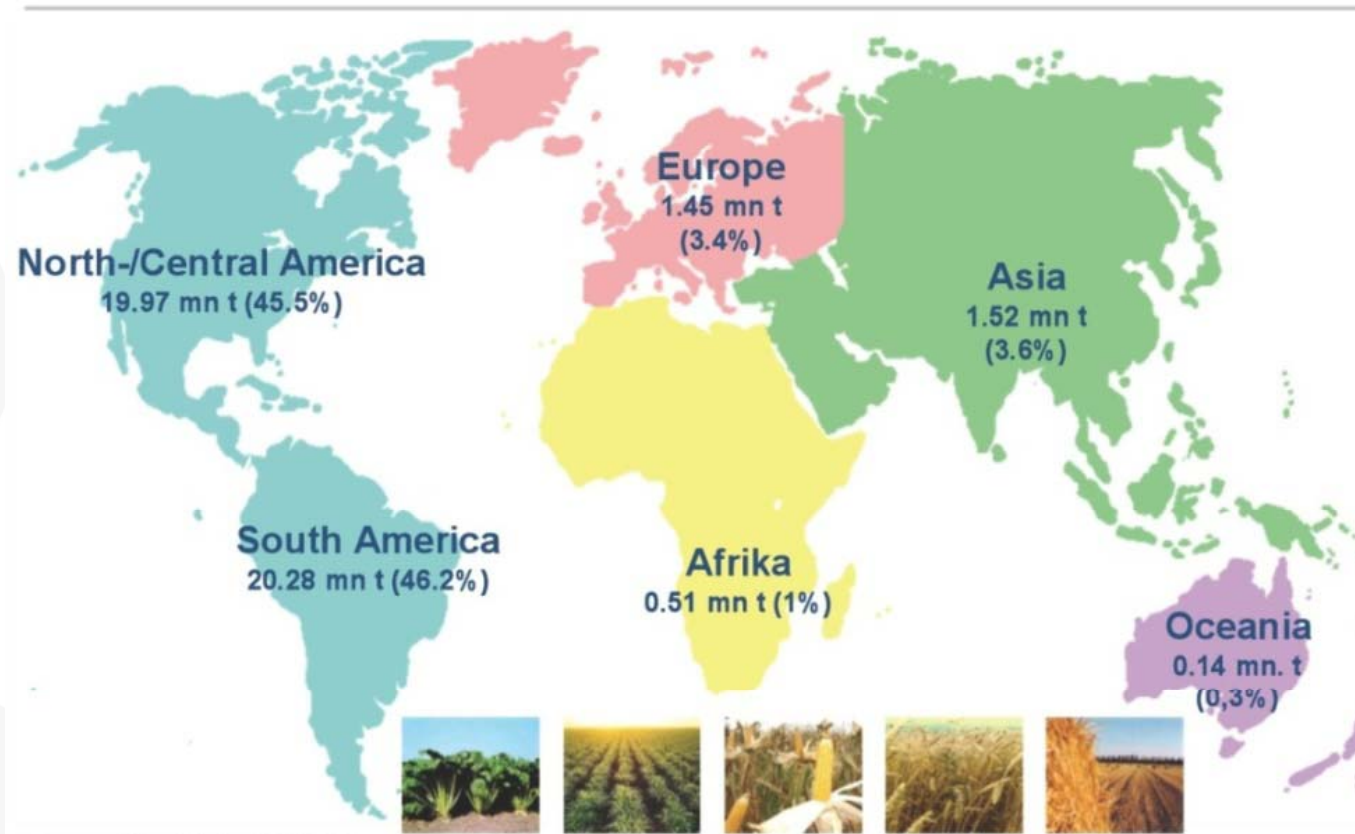 Europe
1.45 mn t
(3.4%)
North-/Central America
19.97 mn t (45.5%)
Asia
1.52 mn t
(3.6%)
South America
20.28 mn t (46.2%)
Afrika
0.51 mn t (1%)
Oceania
0.14 mn. t
(0,3%)